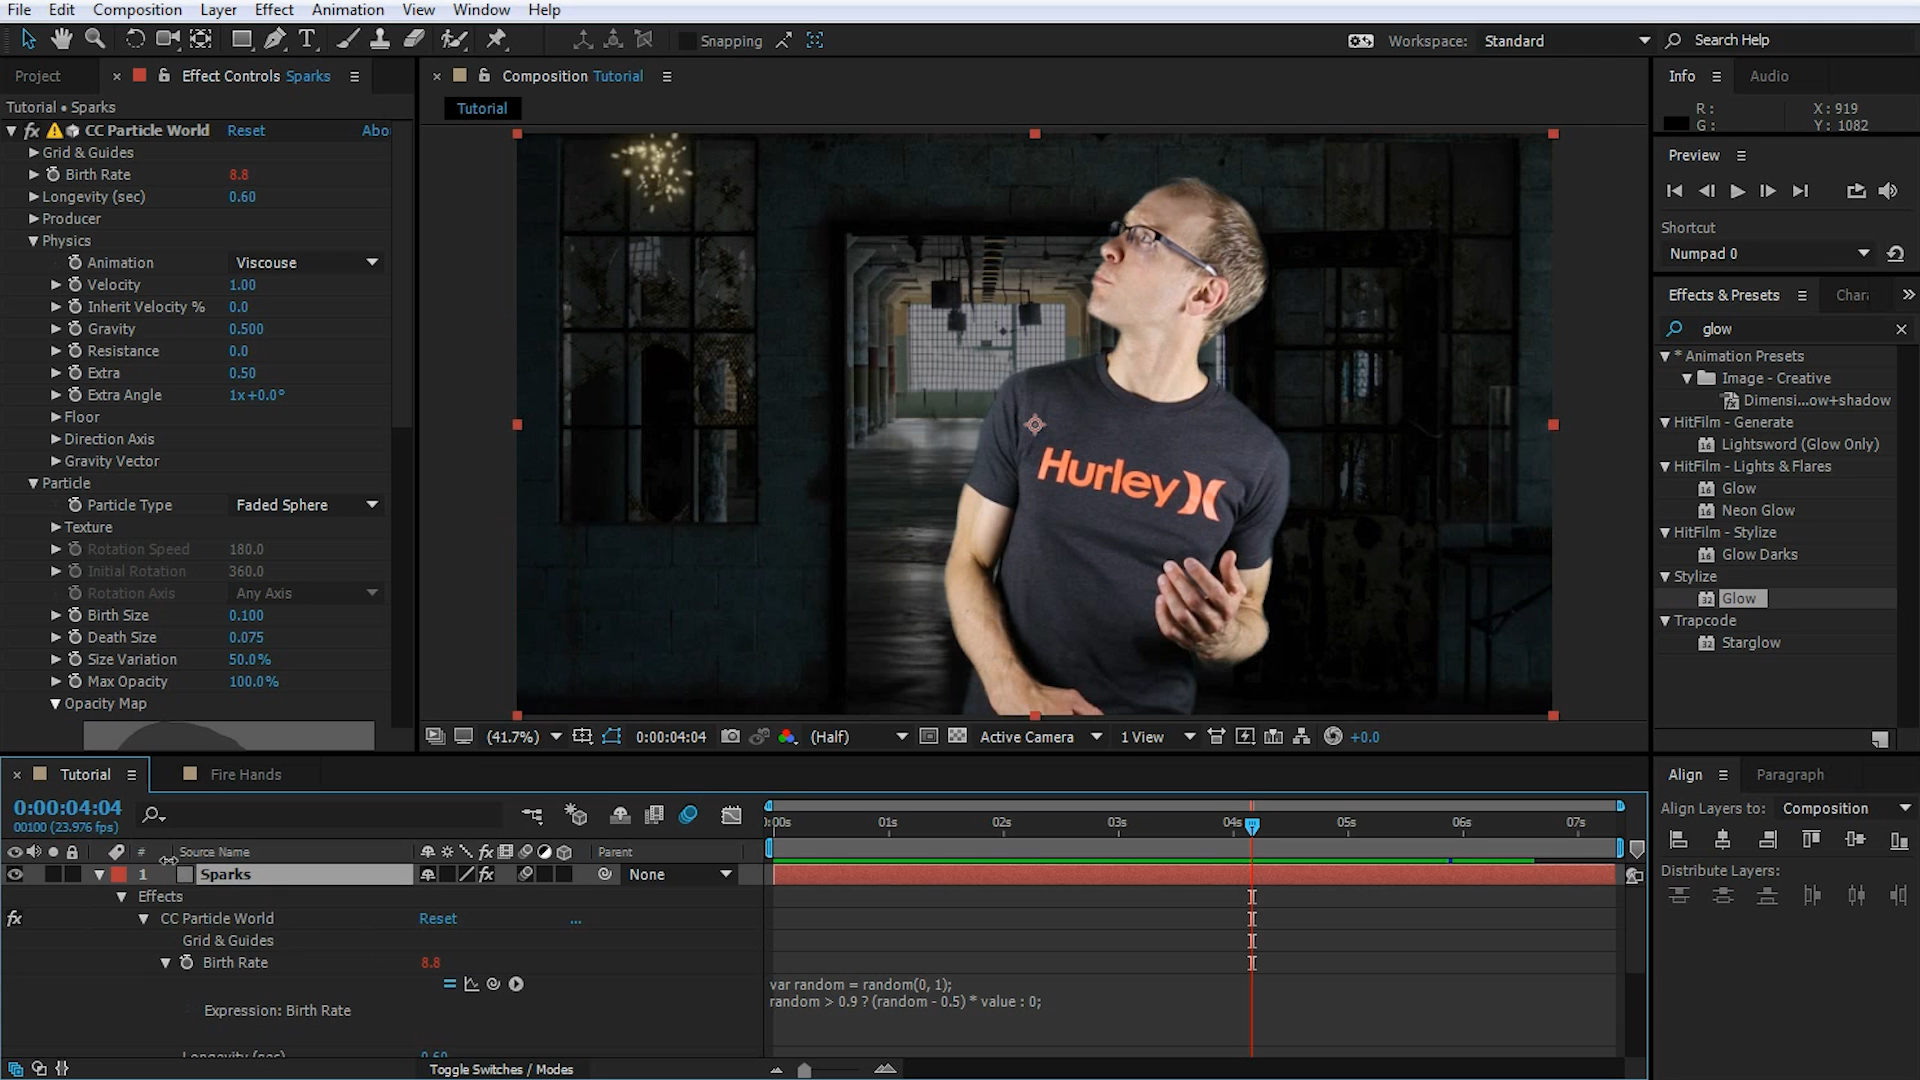 File Edit Composition Layer Effect Animation View Window Help
Snapping
Workspace: Standard
Search Help
Project
Effect Controls Sparks
Tutorial • Sparks
fx CC Particle World Reset Abo
Grid & Guides
Birth Rate 8.8
Longevity (sec) 0.60
Producer
Physics
Animation Viscouse
Velocity 1.00
Inherit Velocity % 0.0
Gravity 0.500
Resistance 0.0
Extra 0.50
Extra Angle 1x+0.0°
Floor
Direction Axis
Gravity Vector
Particle
Particle Type Faded Sphere
Texture
Rotation Speed 180.0
Initial Rotation 360.0
Rotation Axis Any Axis
Birth Size 0.100
Death Size 0.075
Size Variation 50.0%
Max Opacity 100.0%
Opacity Map
Composition Tutorial
Tutorial
Hurley
(41.7%) 0:00:04:04 (Half) Active Camera 1 View +0.0
Info Audio
R: X: 919
G: Y: 1082
Preview
Shortcut
Numpad 0
Effects & Presets Char
glow
* Animation Presets
Image - Creative
Dimensi...ow+shadow
HitFilm - Generate
Lightsword (Glow Only)
HitFilm - Lights & Flares
Glow
Neon Glow
HitFilm - Stylize
Glow Darks
Stylize
Glow
Trapcode
Starglow
Tutorial Fire Hands
0:00:04:04
00100 (23.976 fps)
# Source Name Parent
1 Sparks None
Effects
fx CC Particle World Reset ...
Grid & Guides
Birth Rate 8.8
Expression: Birth Rate
Longevity (sec) 0.60
Toggle Switches / Modes
:00s 01s 02s 03s 04s 05s 06s 07s
var random = random(0, 1);
random > 0.9 ? (random - 0.5) * value : 0;
Align Paragraph
Align Layers to: Composition
Distribute Layers: